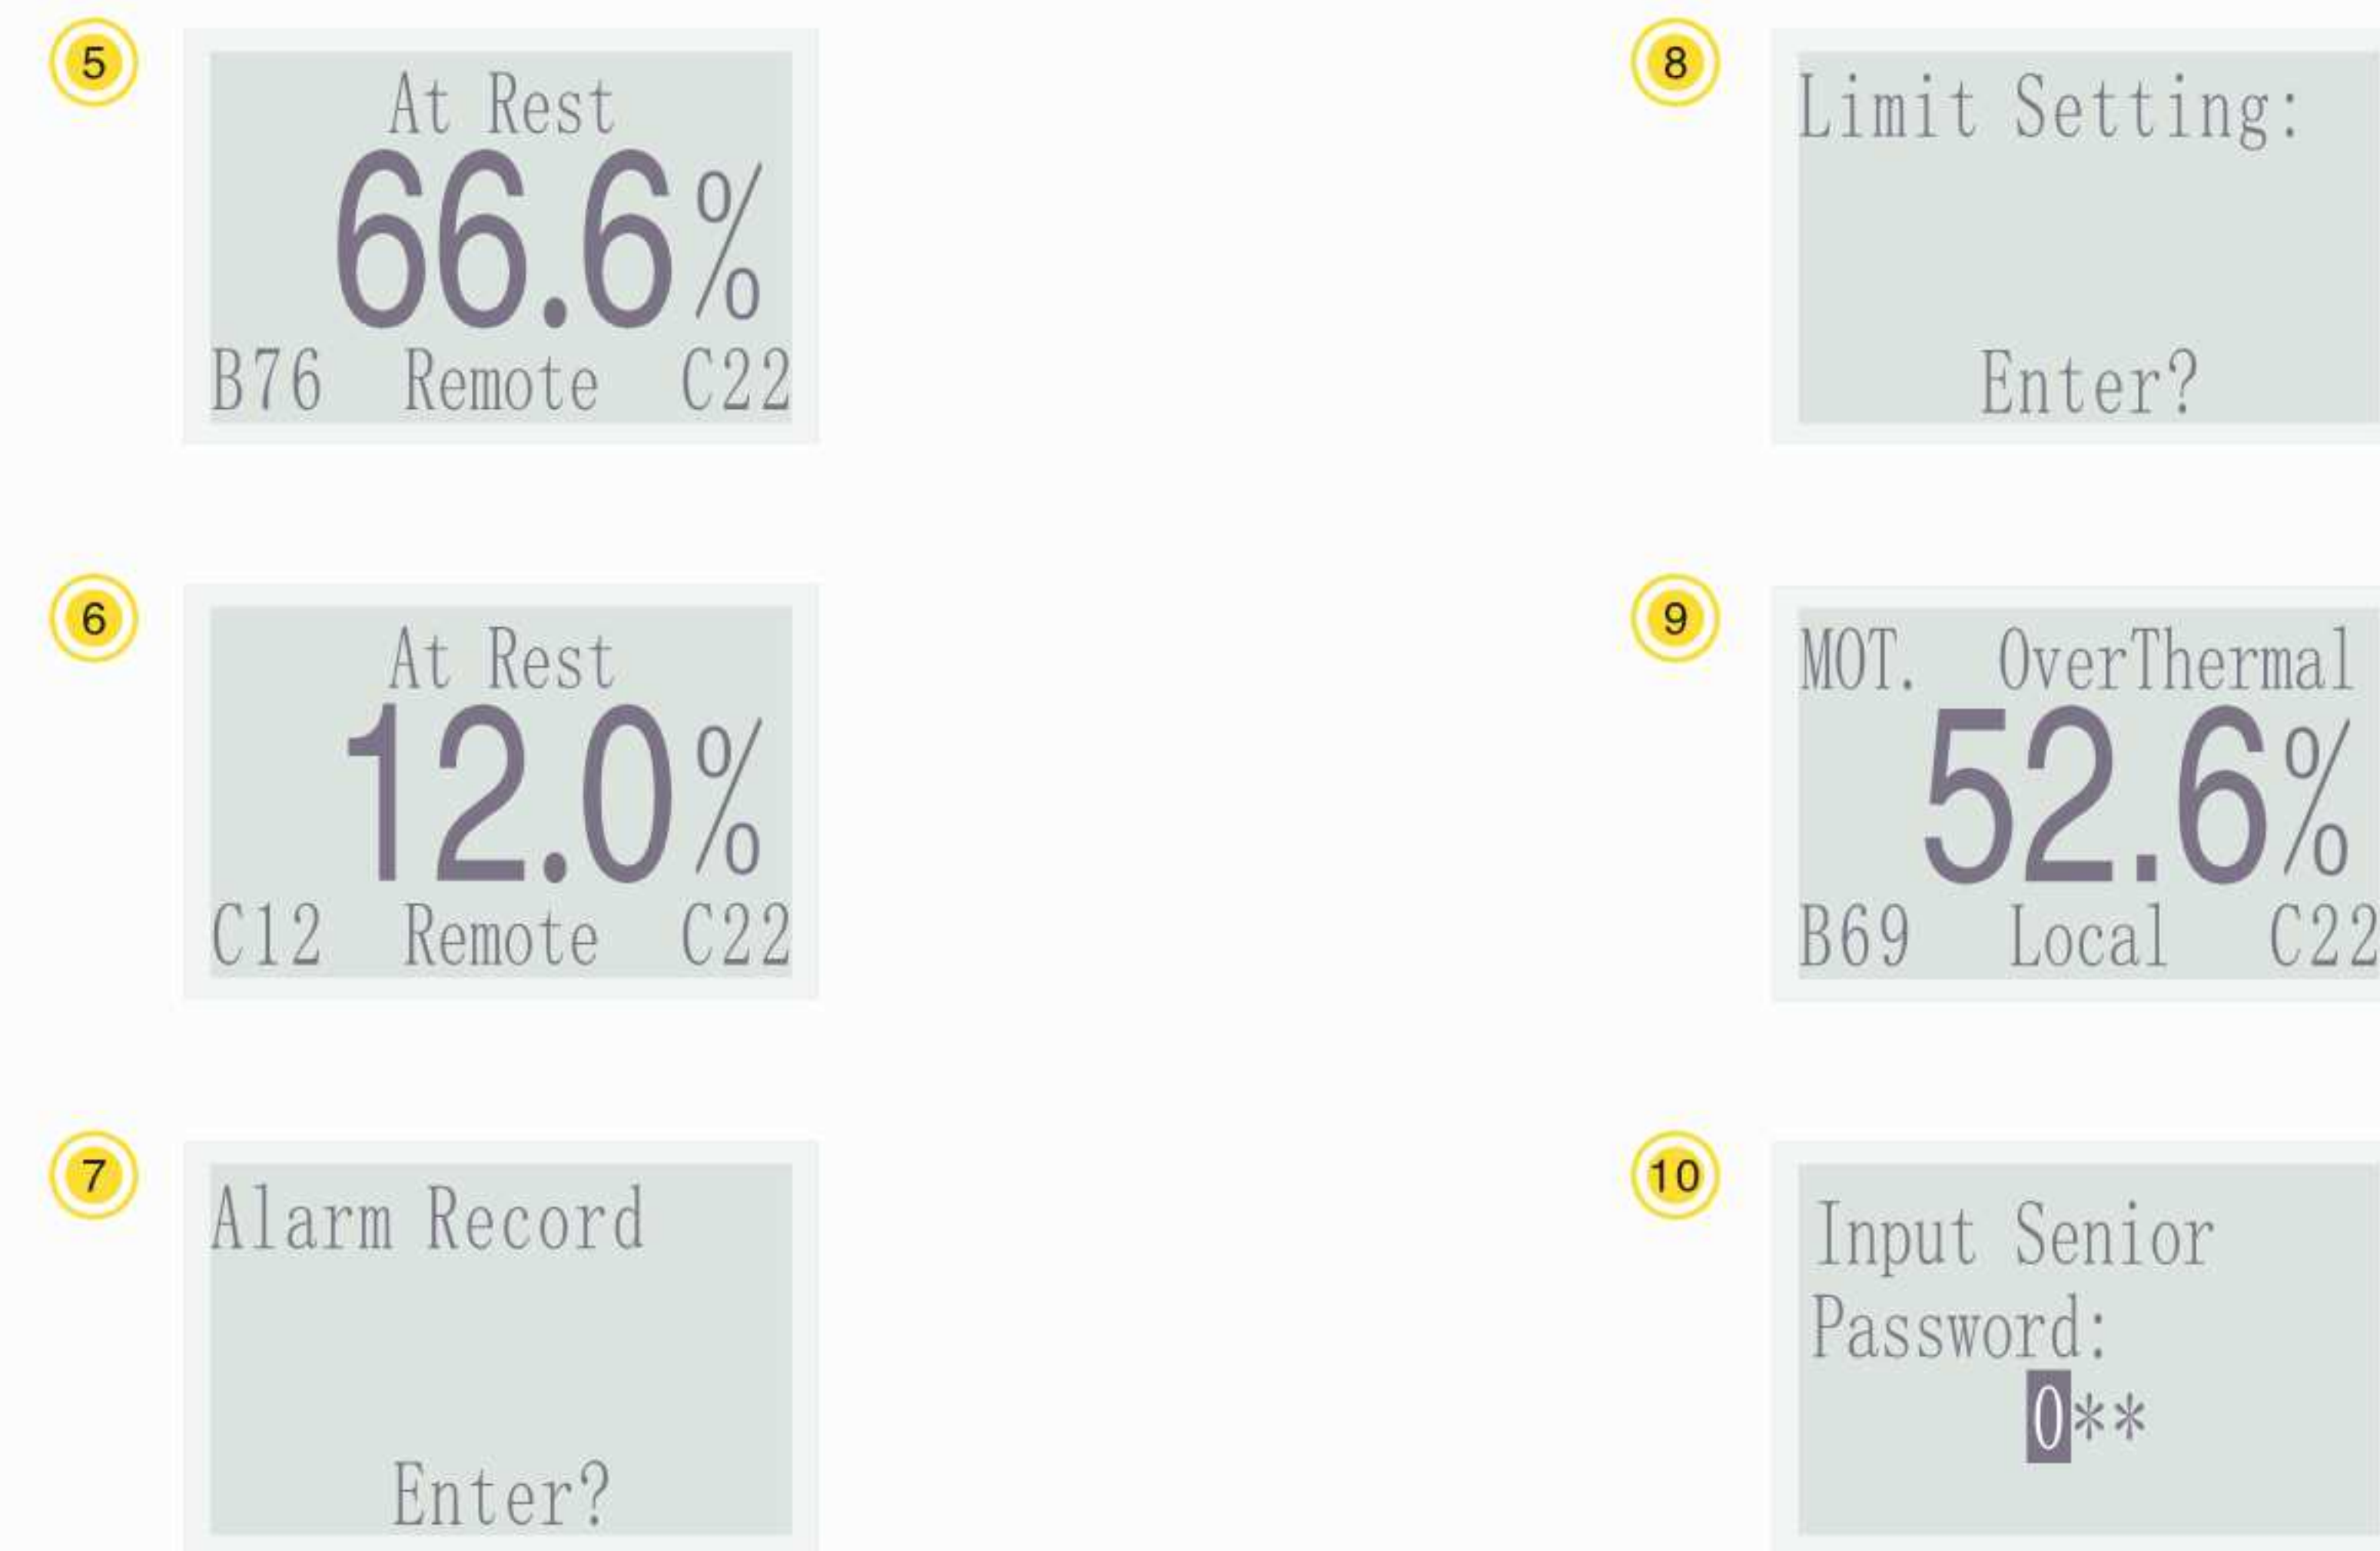 5
At Rest
66.6%
B76 Remote C22
6
At Rest
12.0%
C12 Remote C22
7
Alarm Record
Enter?
8
Limit Setting:
Enter?
9
MOT. OverThermal
52.6%
B69 Local C22
10
Input Senior
Password:
0**